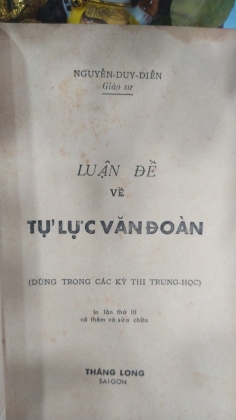 NGUYỄN-DUY-DIỄN
Giáo sư
LUẬN ĐỀ
VỀ
TỰ LỰC VĂN ĐOÀN
(DÙNG TRONG CÁC KỲ THI TRUNG-HỌC)
In lần thứ III
có thêm và sửa chữa
THĂNG LONG
SAIGON